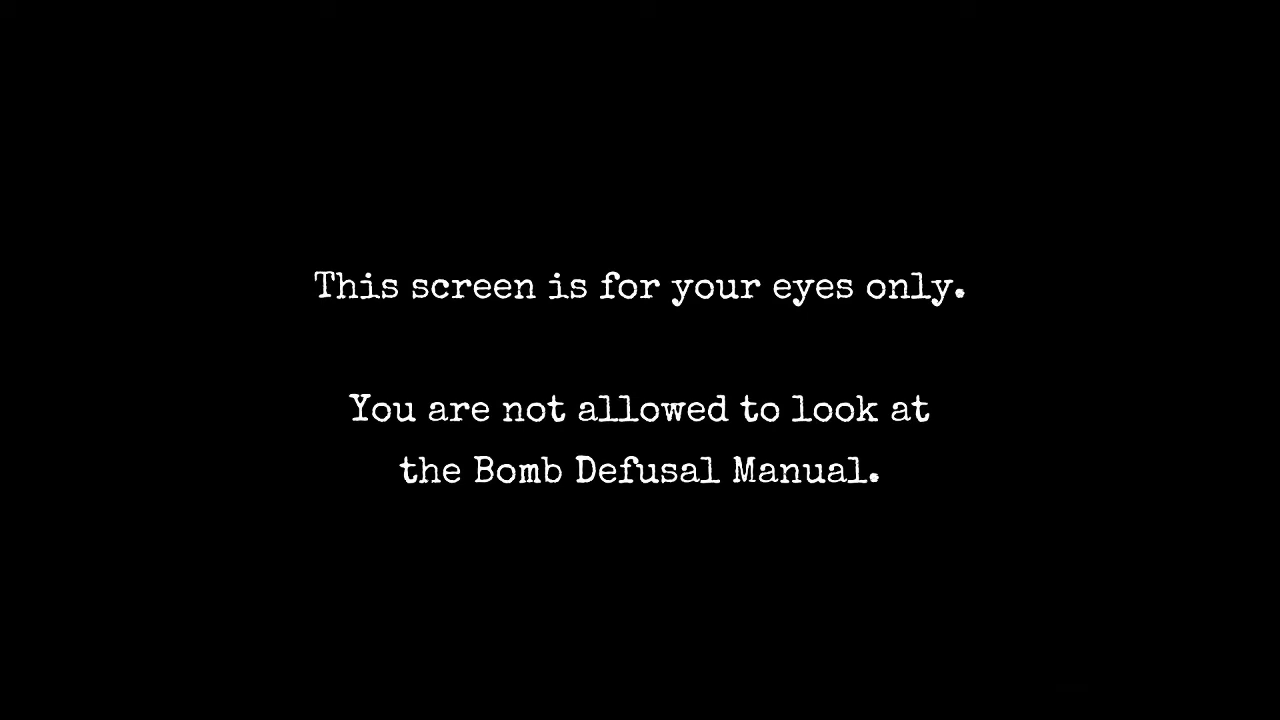 This screen is for your eyes only.
You are not allowed to look at
the Bomb Defusal Manual.